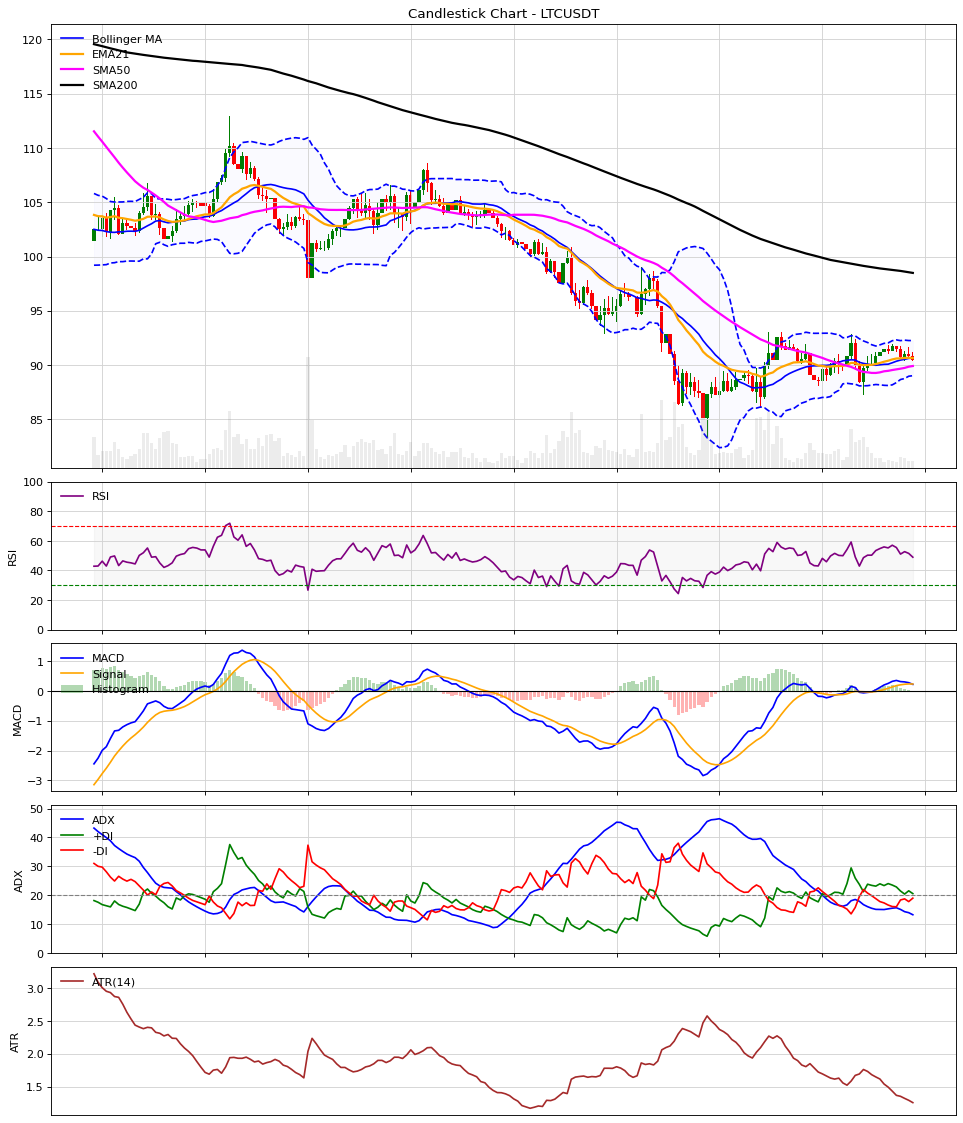 Candlestick Chart - LTCUSDT
120
115
110
105
100
95
90
85
Bollinger MA
EMA21
SMA50
SMA200
100
80
60
40
20
0
RSI
RSI
1
0
−1
−2
−3
MACD
MACD
Signal
Histogram
50
40
30
20
10
0
ADX
ADX
+DI
-DI
3.0
2.5
2.0
1.5
ATR
ATR(14)